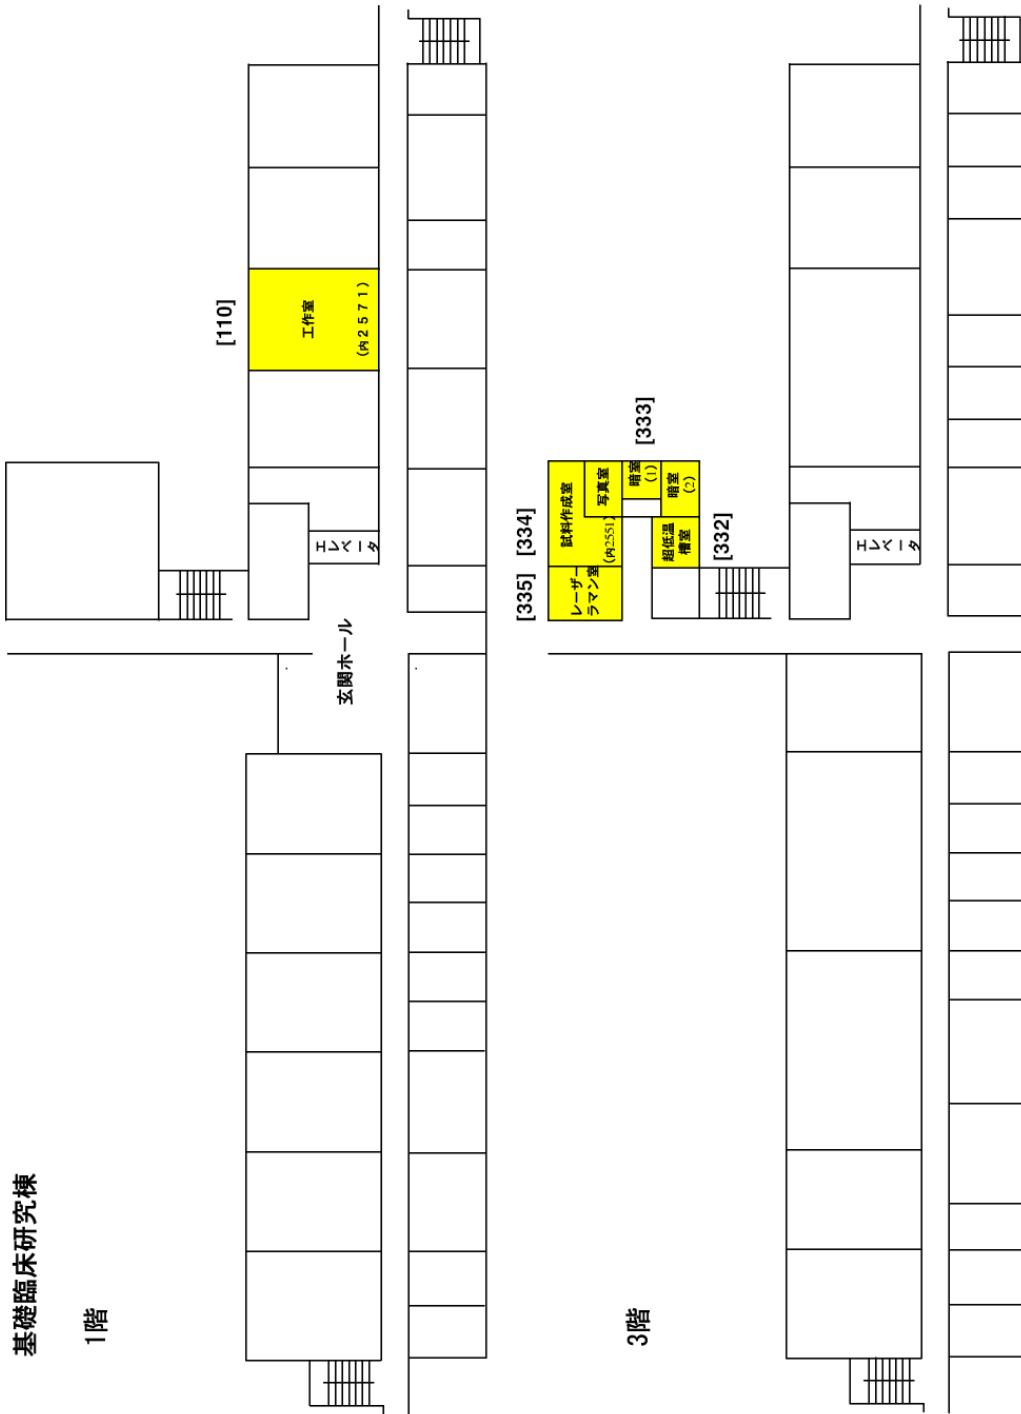 基礎臨床研究棟
1階
[110]
工作室
(内２５７１)
エレベータ
玄関ホール
3階
[335]
[334]
試料作成室
(内2551)
写真室
レーザー
ラマン室
[333]
暗室
(1)
暗室
(2)
超低温
槽室
[332]
エレベータ